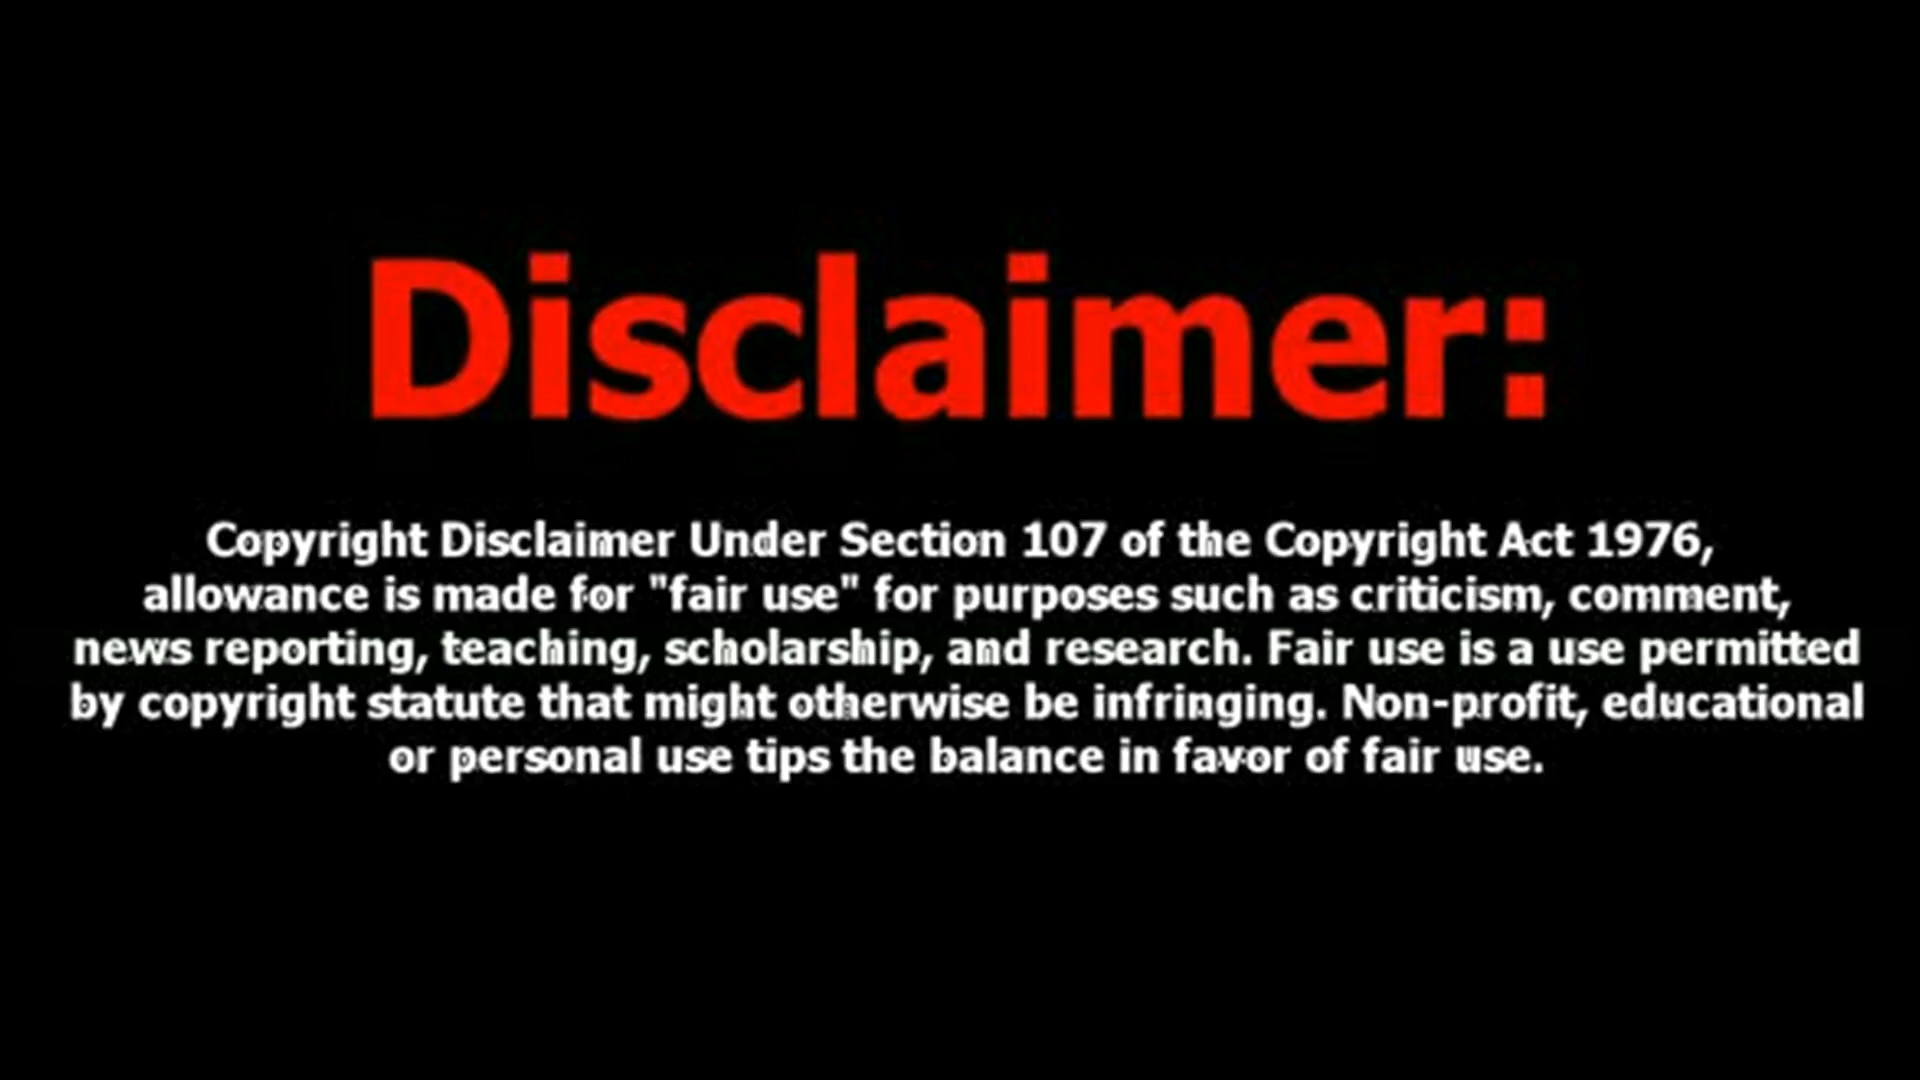 Disclaimer:
Copyright Disclaimer Under Section 107 of the Copyright Act 1976,
allowance is made for "fair use" for purposes such as criticism, comment,
news reporting, teaching, scholarship, and research. Fair use is a use permitted
by copyright statute that might otherwise be infringing. Non-profit, educational
or personal use tips the balance in favor of fair use.